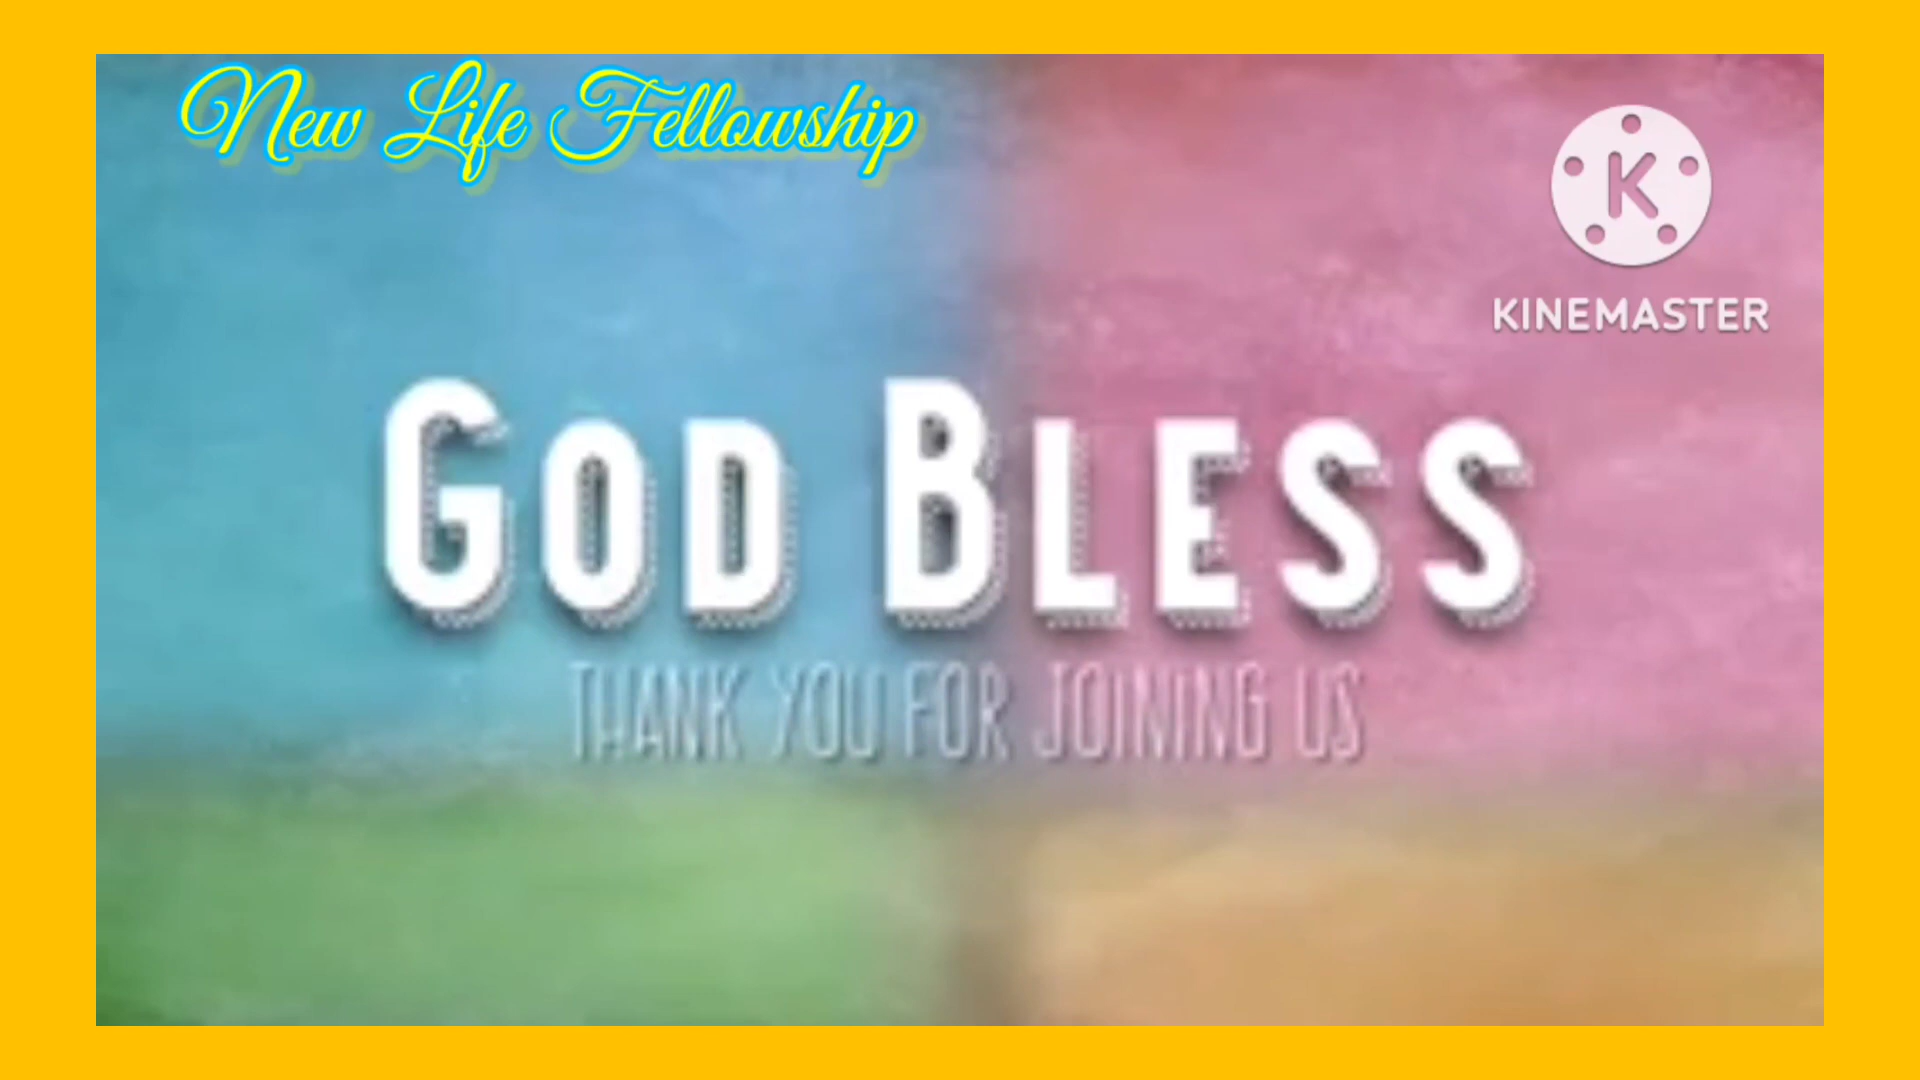 New Life Fellowship
K
KINEMASTER
GOD BLESS
THANK YOU FOR JOINING US